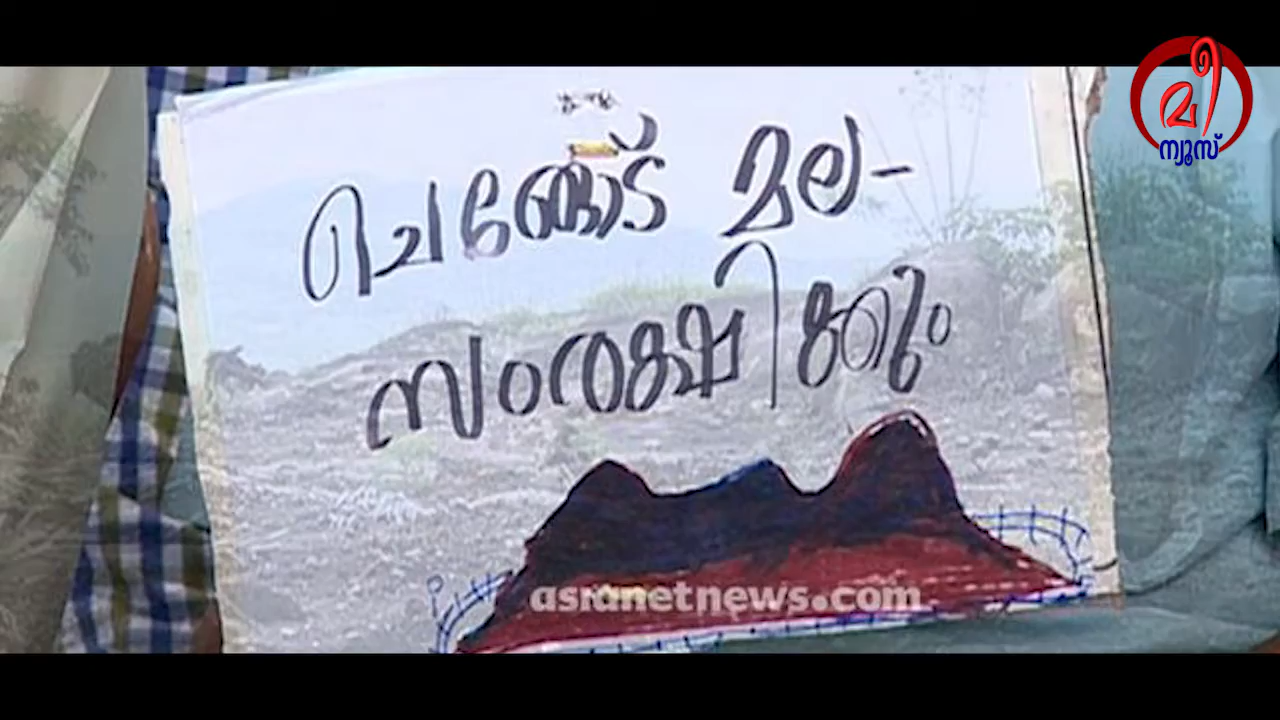 മീ
ന്യൂസ്
ചേങ്ങോട് മല-
സംരക്ഷിക്കും
asianetnews.com